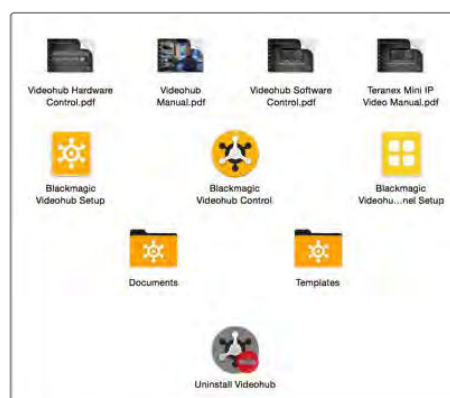 Videohub Hardware Videohub Videohub Software Teranex Mini IP
Control.pdf Manual.pdf Control.pdf Video Manual.pdf
Blackmagic Blackmagic Blackmagic
Videohub Setup Videohub Control Videohu...nel Setup
Documents Templates
Uninstall Videohub